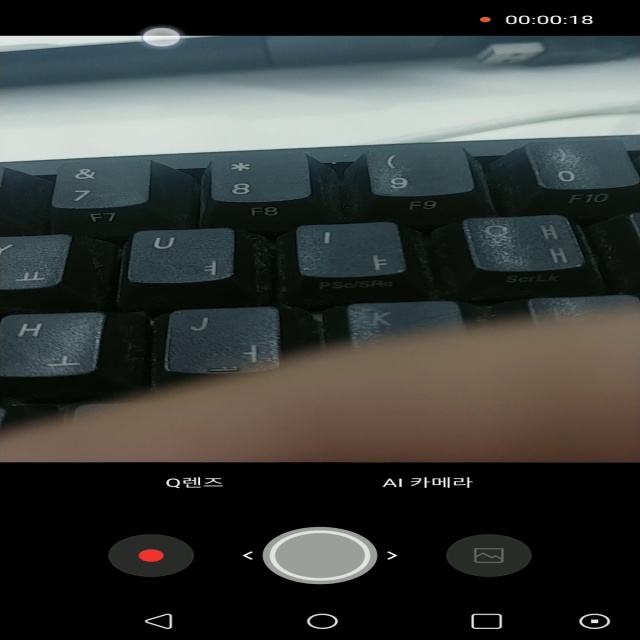 00:00:18
& * ( )
7 8 9 0
F7 F8 F9 F10
Y U I O ㅐ
ㅛ ㅕ ㅑ ㅐ
PSc/SRq ScrLk
H J K
ㅗ ㅓ
Q렌즈 AI 카메라